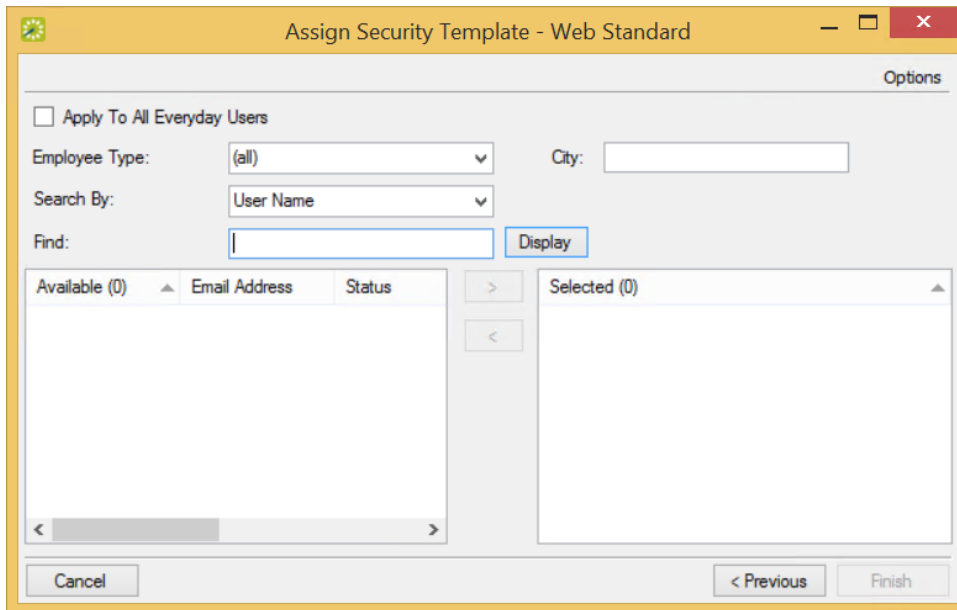 Assign Security Template - Web Standard
Options
Apply To All Everyday Users
Employee Type: (all) City:
Search By: User Name
Find: Display
Available (0) Email Address Status > Selected (0)
<
Cancel < Previous Finish